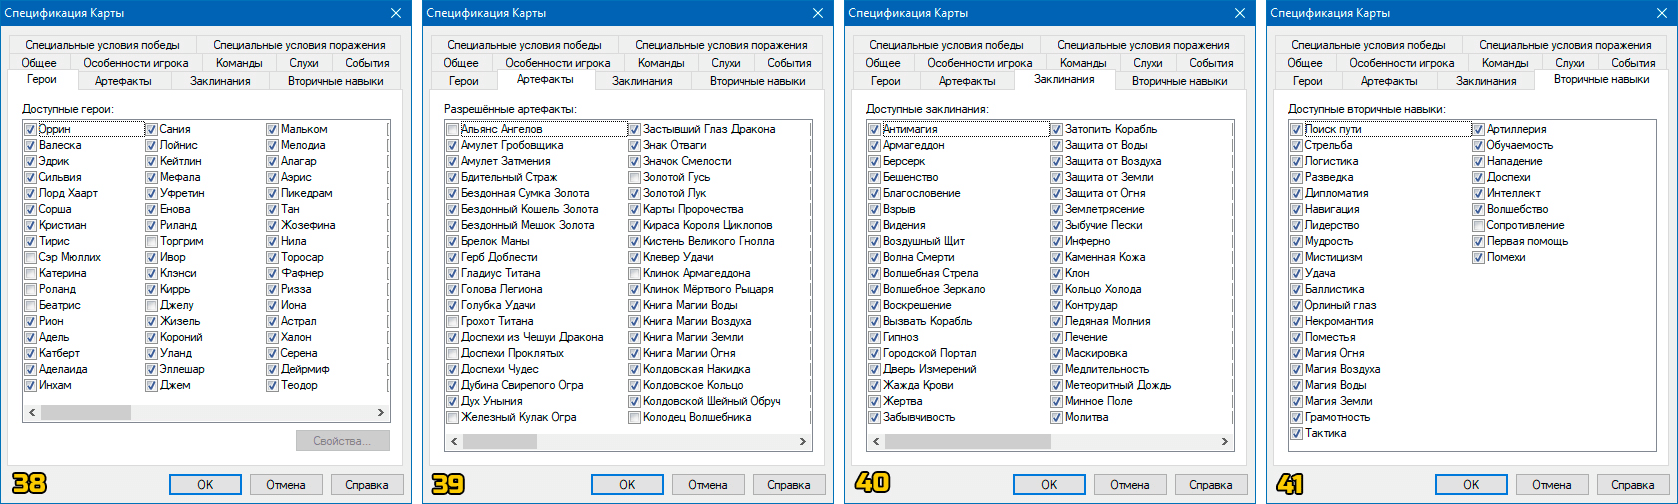 Спецификация Карты
Специальные условия победы
Специальные условия поражения
Общее
Особенности игрока
Команды
Слухи
События
Герои
Артефакты
Заклинания
Вторичные навыки
Доступные герои:
Оррин
Валеска
Эдрик
Сильвия
Лорд Хаарт
Сорша
Кристиан
Тирис
Сэр Мюллих
Катерина
Роланд
Беатрис
Рион
Адель
Катберт
Аделаида
Инхам
Сания
Лойнис
Кейтлин
Мефала
Уфретин
Енова
Риланд
Торгрим
Ивор
Клэнси
Киррь
Джелу
Жизель
Короний
Уланд
Эллешар
Джем
Мальком
Мелодиа
Алагар
Аэрис
Пикедрам
Тан
Жозефина
Нила
Торосар
Фафнер
Ризза
Иона
Астрал
Халон
Серена
Дейрмиф
Теодор
Свойства...
38
OK
Отмена
Справка
Спецификация Карты
Специальные условия победы
Специальные условия поражения
Общее
Особенности игрока
Команды
Слухи
События
Герои
Артефакты
Заклинания
Вторичные навыки
Разрешённые артефакты:
Альянс Ангелов
Амулет Гробовщика
Амулет Затмения
Бдительный Страж
Бездонная Сумка Золота
Бездонный Кошель Золота
Бездонный Мешок Золота
Брелок Маны
Герб Доблести
Гладиус Титана
Голова Легиона
Голубка Удачи
Грохот Титана
Доспехи из Чешуи Дракона
Доспехи Проклятых
Доспехи Чудес
Дубина Свирепого Огра
Дух Уныния
Железный Кулак Огра
Застывший Глаз Дракона
Знак Отваги
Значок Смелости
Золотой Гусь
Золотой Лук
Карты Пророчества
Кираса Короля Циклопов
Кистень Великого Гнолла
Клевер Удачи
Клинок Армагеддона
Клинок Мёртвого Рыцаря
Книга Магии Воды
Книга Магии Воздуха
Книга Магии Земли
Книга Магии Огня
Колдовская Накидка
Колдовское Кольцо
Колдовской Шейный Обруч
Колодец Волшебника
39
OK
Отмена
Справка
Спецификация Карты
Специальные условия победы
Специальные условия поражения
Общее
Особенности игрока
Команды
Слухи
События
Герои
Артефакты
Заклинания
Вторичные навыки
Доступные заклинания:
Антимагия
Армагеддон
Берсерк
Бешенство
Благословение
Взрыв
Видения
Воздушный Щит
Волна Смерти
Волшебная Стрела
Волшебное Зеркало
Воскрешение
Вызвать Корабль
Гипноз
Городской Портал
Дверь Измерений
Жажда Крови
Жертва
Забывчивость
Затопить Корабль
Защита от Воды
Защита от Воздуха
Защита от Земли
Защита от Огня
Землетрясение
Зыбучие Пески
Инферно
Каменная Кожа
Клон
Кольцо Холода
Контрудар
Ледяная Молния
Лечение
Маскировка
Медлительность
Метеоритный Дождь
Минное Поле
Молитва
40
OK
Отмена
Справка
Спецификация Карты
Специальные условия победы
Специальные условия поражения
Общее
Особенности игрока
Команды
Слухи
События
Герои
Артефакты
Заклинания
Вторичные навыки
Доступные вторичные навыки:
Поиск пути
Стрельба
Логистика
Разведка
Дипломатия
Навигация
Лидерство
Мудрость
Мистицизм
Удача
Баллистика
Орлиный глаз
Некромантия
Поместья
Магия Огня
Магия Воздуха
Магия Воды
Магия Земли
Грамотность
Тактика
Артиллерия
Обучаемость
Нападение
Доспехи
Интеллект
Волшебство
Сопротивление
Первая помощь
Помехи
41
OK
Отмена
Справка